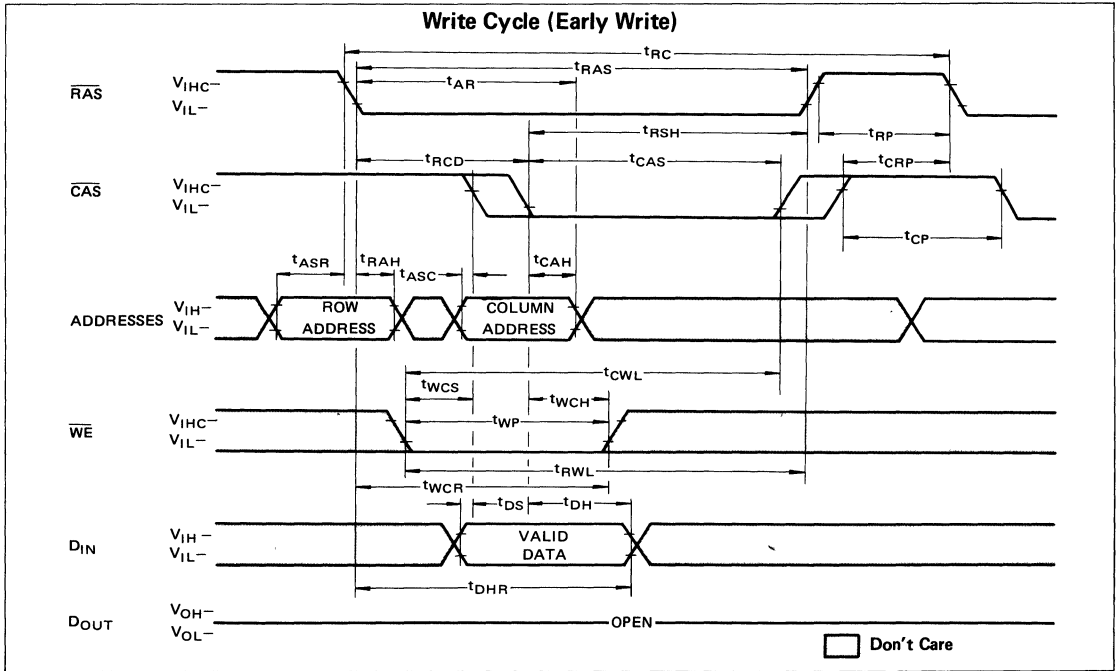 Write Cycle (Early Write)
tRC
tRAS
tAR
RAS
VIHC–
VIL–
tRSH
tRP
tRCD
tCAS
tCRP
CAS
VIHC–
VIL–
tCP
tASR
tRAH
tASC
tCAH
ADDRESSES
VIH–
VIL–
ROW ADDRESS
COLUMN ADDRESS
tCWL
tWCS
tWCH
WE
VIHC–
VIL–
tWP
tRWL
tWCR
tDS
tDH
DIN
VIH–
VIL–
VALID DATA
tDHR
DOUT
VOH–
VOL–
OPEN
Don't Care